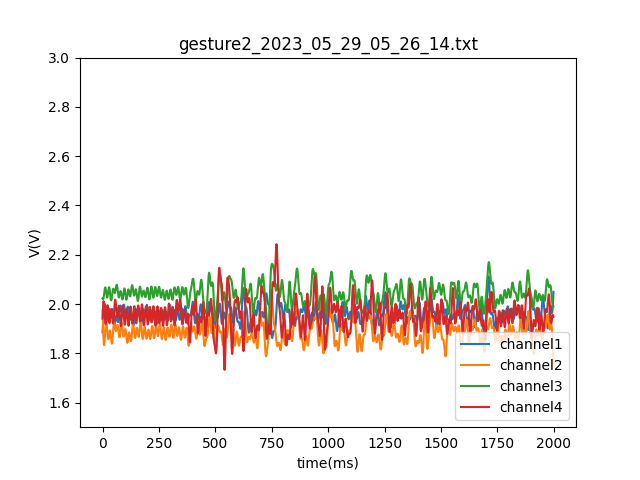 gesture2_2023_05_29_05_26_14.txt
3.0
2.8
2.6
2.4
2.2
2.0
1.8
1.6
V(V)
channel1
channel2
channel3
channel4
0 250 500 750 1000 1250 1500 1750 2000
time(ms)